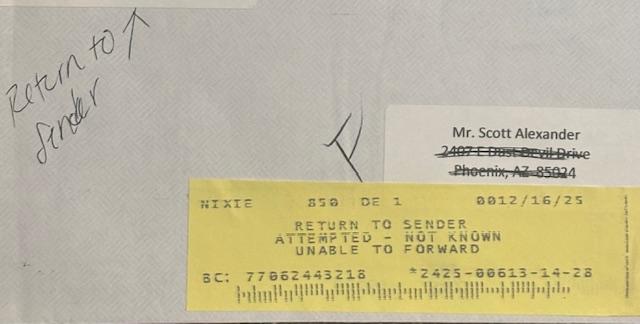 Return to
Sender
Mr. Scott Alexander
2407 E Dust Devil Drive
Phoenix, AZ 85024
NIXIE 850 DE 1 0012/16/25
RETURN TO SENDER
ATTEMPTED - NOT KNOWN
UNABLE TO FORWARD
BC: 77062443218 *2425-00613-14-28